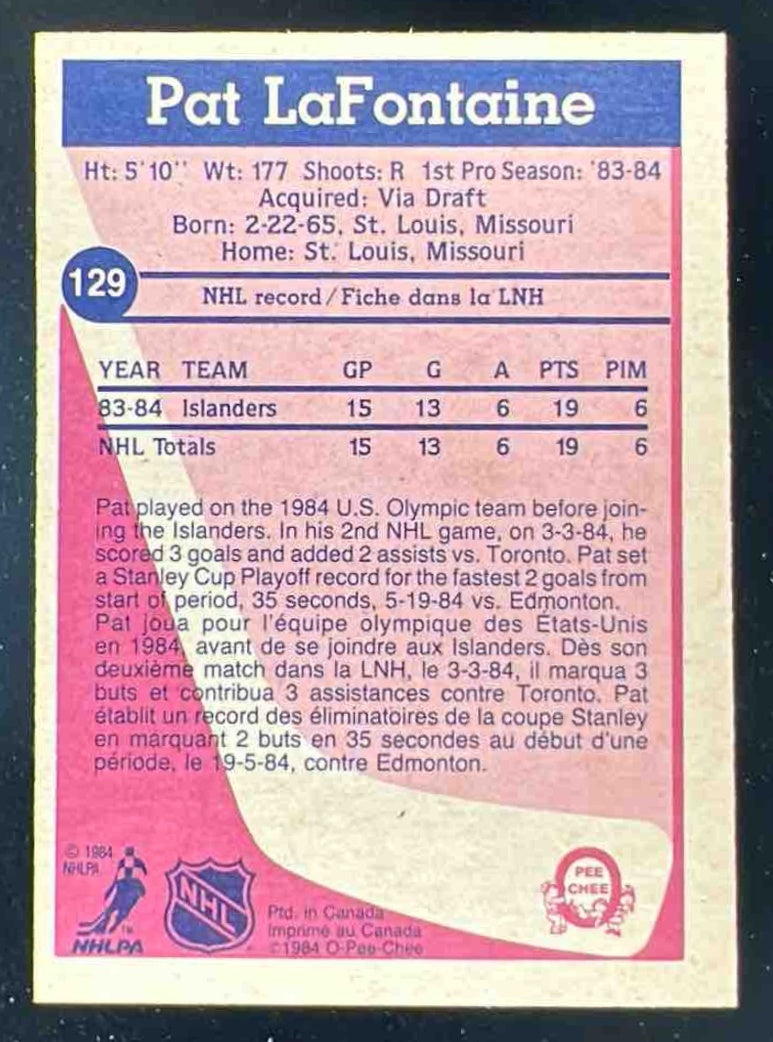 Pat LaFontaine
Ht: 5'10" Wt: 177 Shoots: R 1st Pro Season: '83-84
Acquired: Via Draft
Born: 2-22-65, St. Louis, Missouri
Home: St. Louis, Missouri
129
NHL record/Fiche dans la LNH
YEAR TEAM GP G A PTS PIM
83-84 Islanders 15 13 6 19 6
NHL Totals 15 13 6 19 6
Pat played on the 1984 U.S. Olympic team before join-
ing the Islanders. In his 2nd NHL game, on 3-3-84, he
scored 3 goals and added 2 assists vs. Toronto. Pat set
a Stanley Cup Playoff record for the fastest 2 goals from
start of period, 35 seconds, 5-19-84 vs. Edmonton.
Pat joua pour l'équipe olympique des États-Unis
en 1984, avant de se joindre aux Islanders. Dès son
deuxième match dans la LNH, le 3-3-84, il marqua 3
buts et contribua 3 assistances contre Toronto. Pat
établit un record des éliminatoires de la coupe Stanley
en marquant 2 buts en 35 secondes au début d'une
période, le 19-5-84, contre Edmonton.
© 1984
NHLPA
TM
NHLPA
NHL
Ptd. in Canada
Imprimé au Canada
©1984 O-Pee-Chee
O
PEE
CHEE